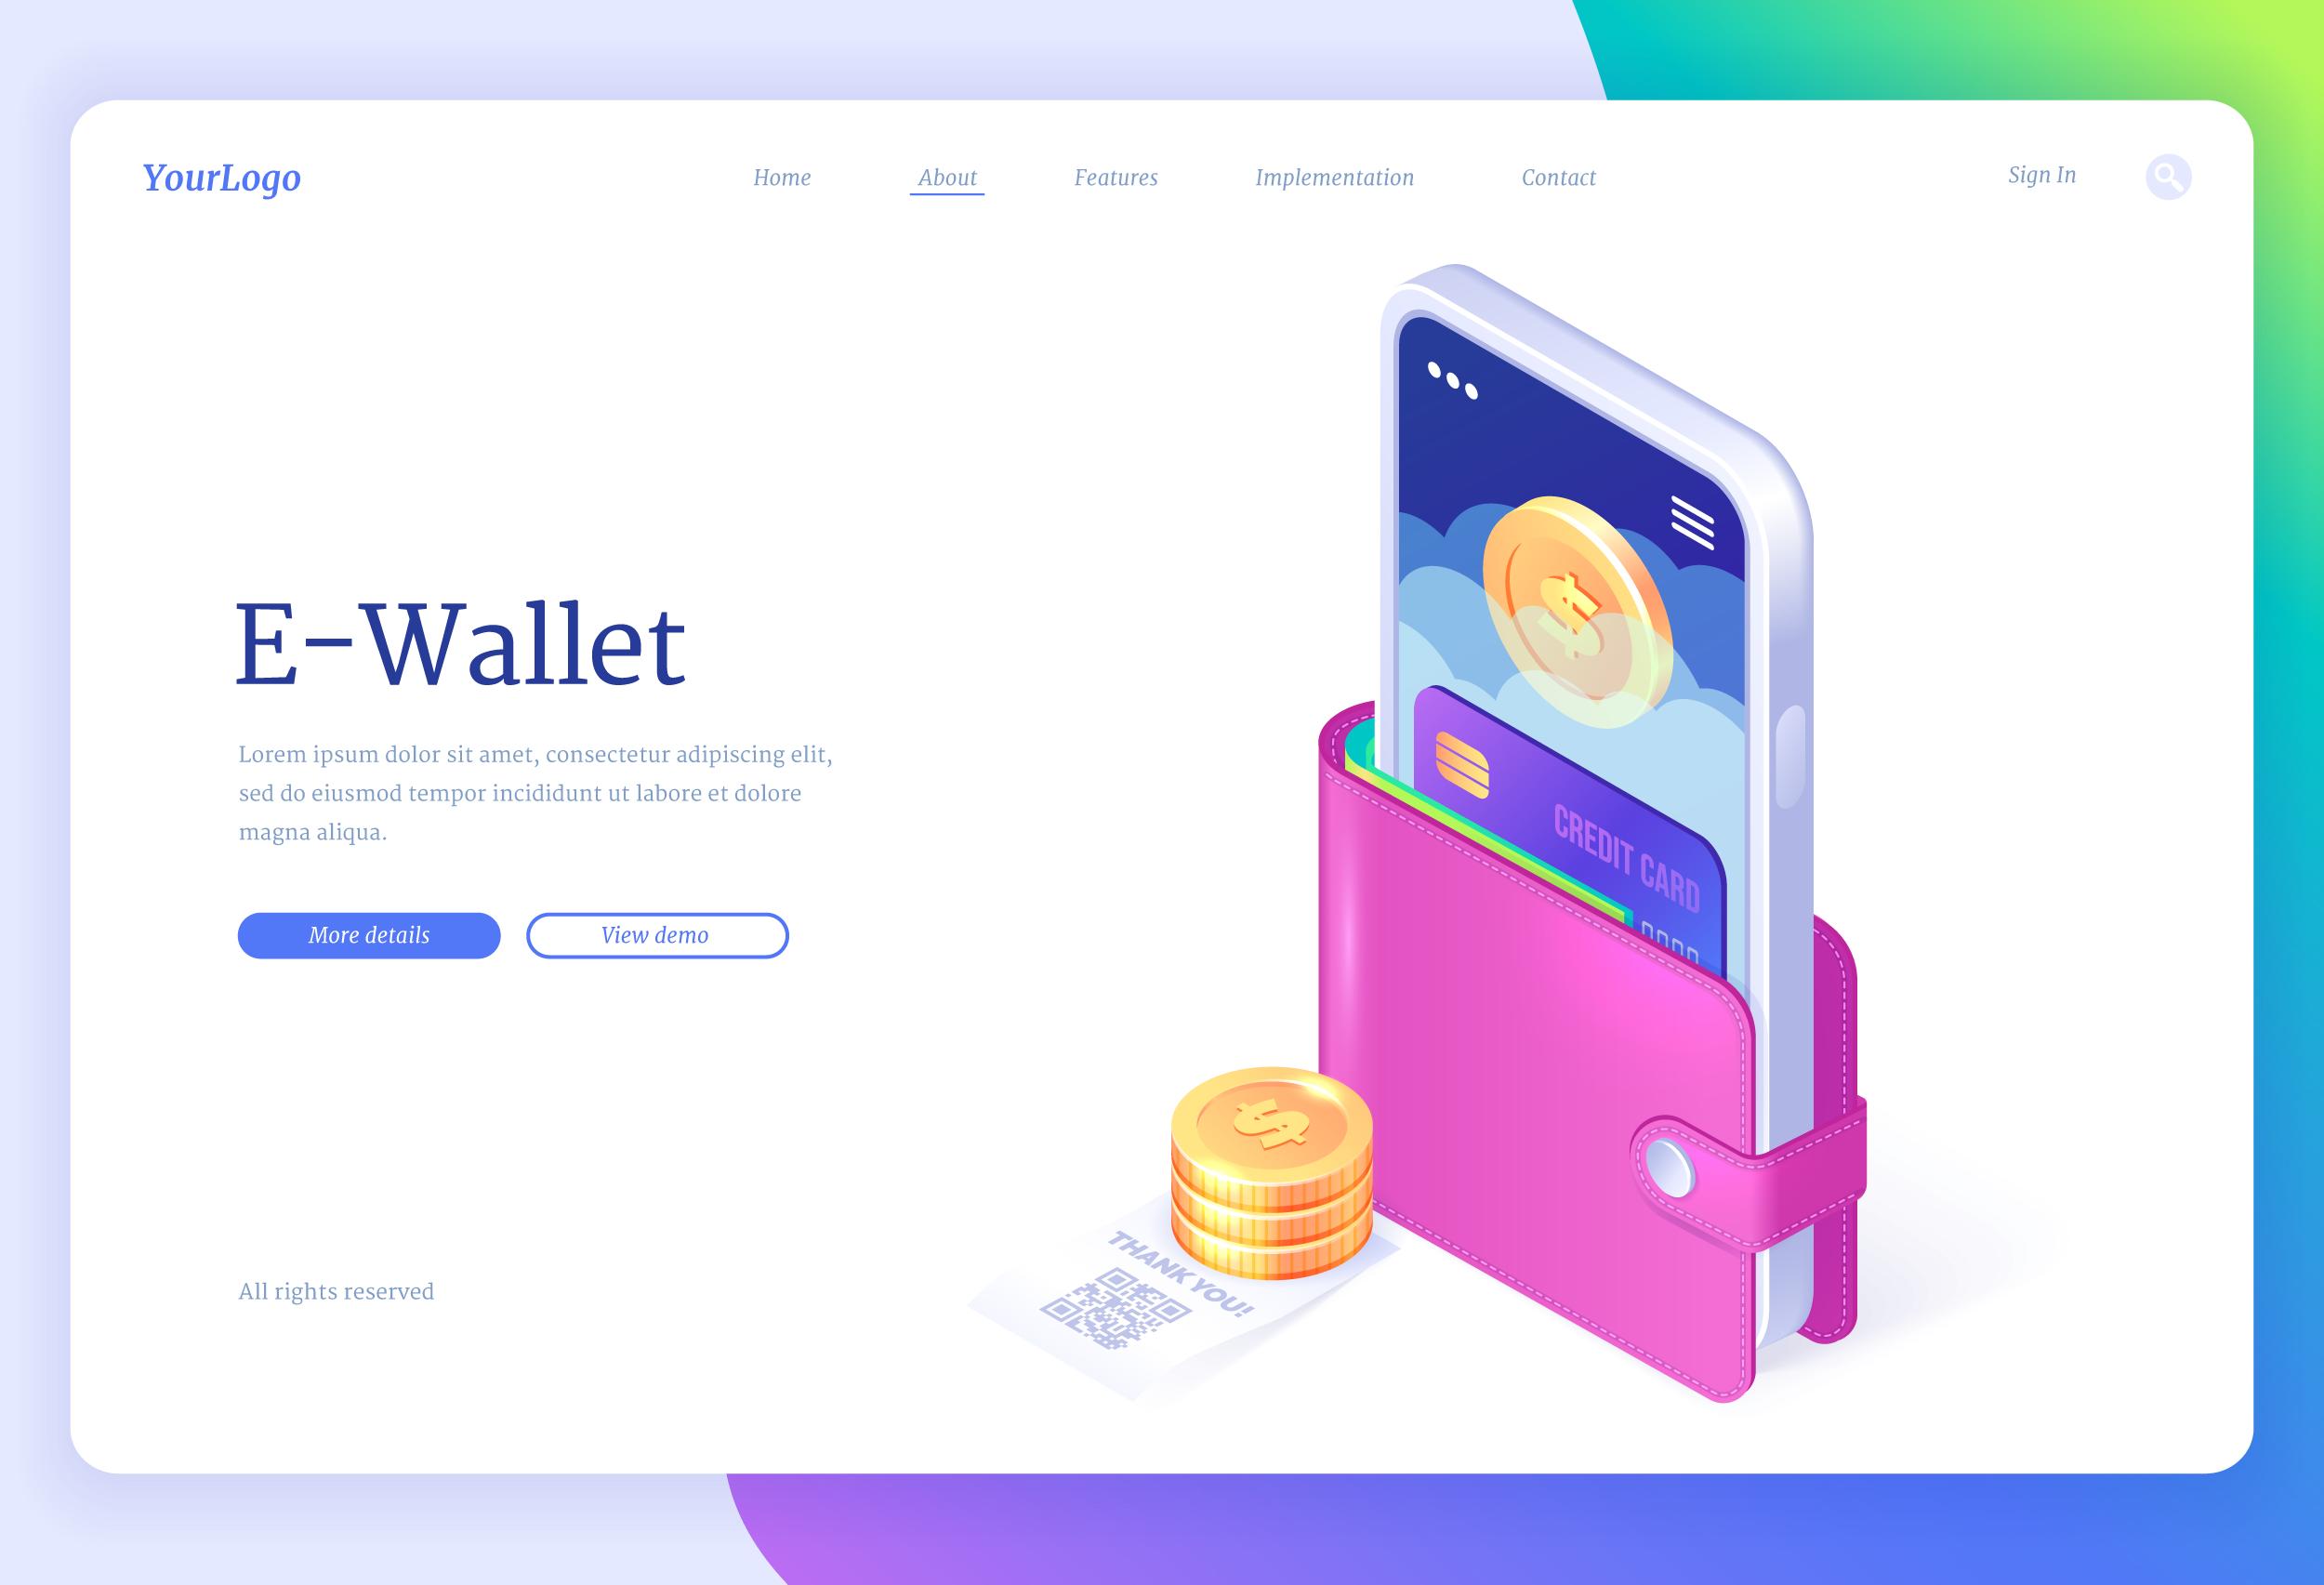 YourLogo
Home About Features Implementation Contact
Sign In
E-Wallet
Lorem ipsum dolor sit amet, consectetur adipiscing elit,
sed do eiusmod tempor incididunt ut labore et dolore
magna aliqua.
More details
View demo
All rights reserved
CREDIT CARD
$
$
THANK YOU!